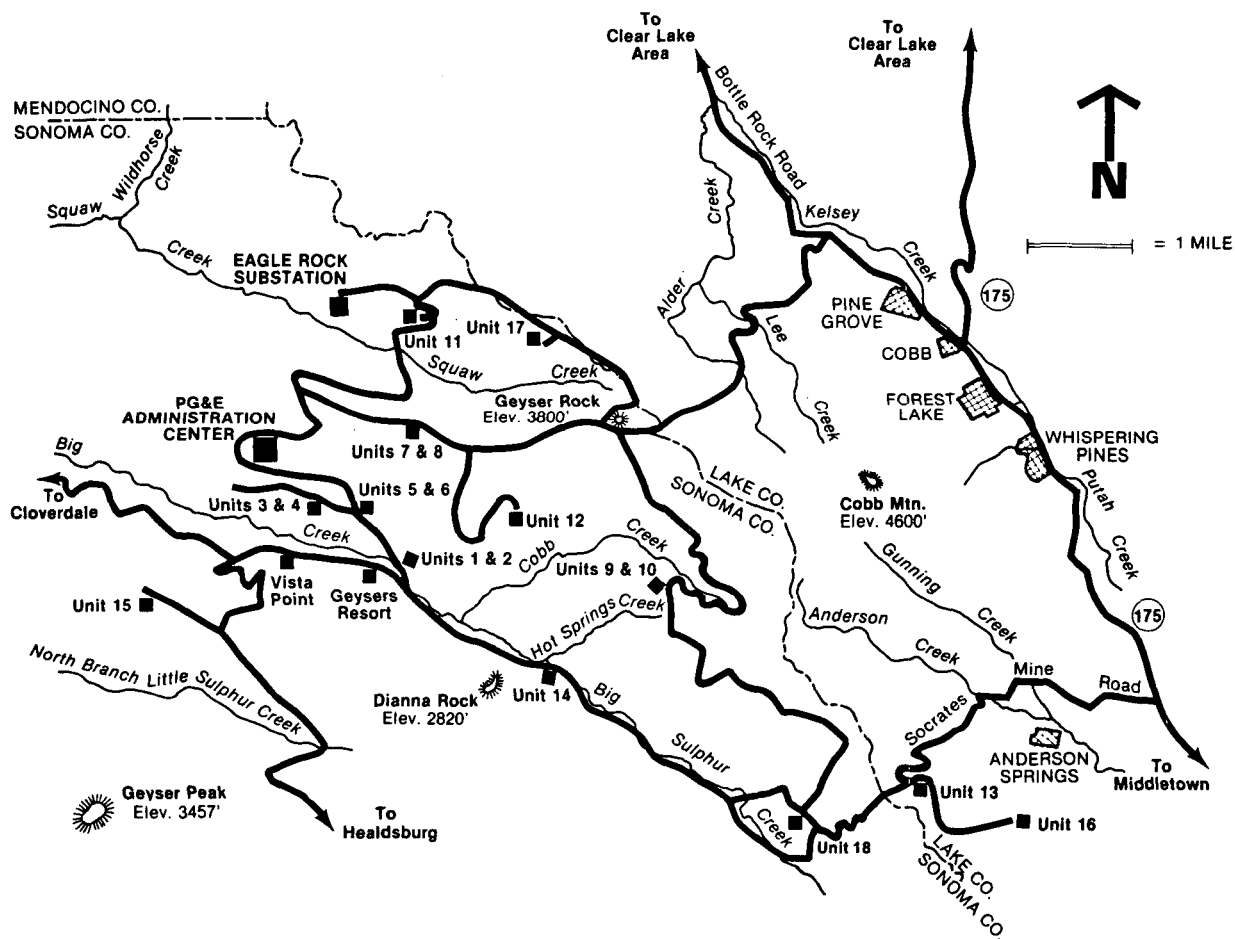 To
Clear Lake
Area
To
Clear Lake
Area
MENDOCINO CO.
SONOMA CO.
Wildhorse
Creek
Squaw
Creek
Bottle Rock Road
Creek
Kelsey
Creek
N
= 1 MILE
175
EAGLE ROCK
SUBSTATION
Alder
PINE
GROVE
Unit 17
Unit 11
Lee
COBB
Squaw
Creek
Creek
FOREST
LAKE
Geyser Rock
Elev. 3800'
PG&E
ADMINISTRATION
CENTER
WHISPERING
PINES
Big
Units 7 & 8
LAKE CO.
SONOMA CO.
To
Cloverdale
Units 5 & 6
Units 3 & 4
Cobb Mtn.
Elev. 4600'
Putah
Creek
Unit 12
Creek
Creek
Cobb
Units 1 & 2
Units 9 & 10
Gunning
Creek
Vista
Point
Geysers
Resort
Unit 15
Hot Springs Creek
Anderson
Creek
175
North Branch Little Sulphur Creek
Mine
Road
Dianna Rock
Elev. 2820'
Unit 14
Big
Socrates
Sulphur
ANDERSON
SPRINGS
To
Middletown
Geyser Peak
Elev. 3457'
Unit 13
To
Healdsburg
Creek
Unit 16
Unit 18
LAKE CO.
SONOMA CO.